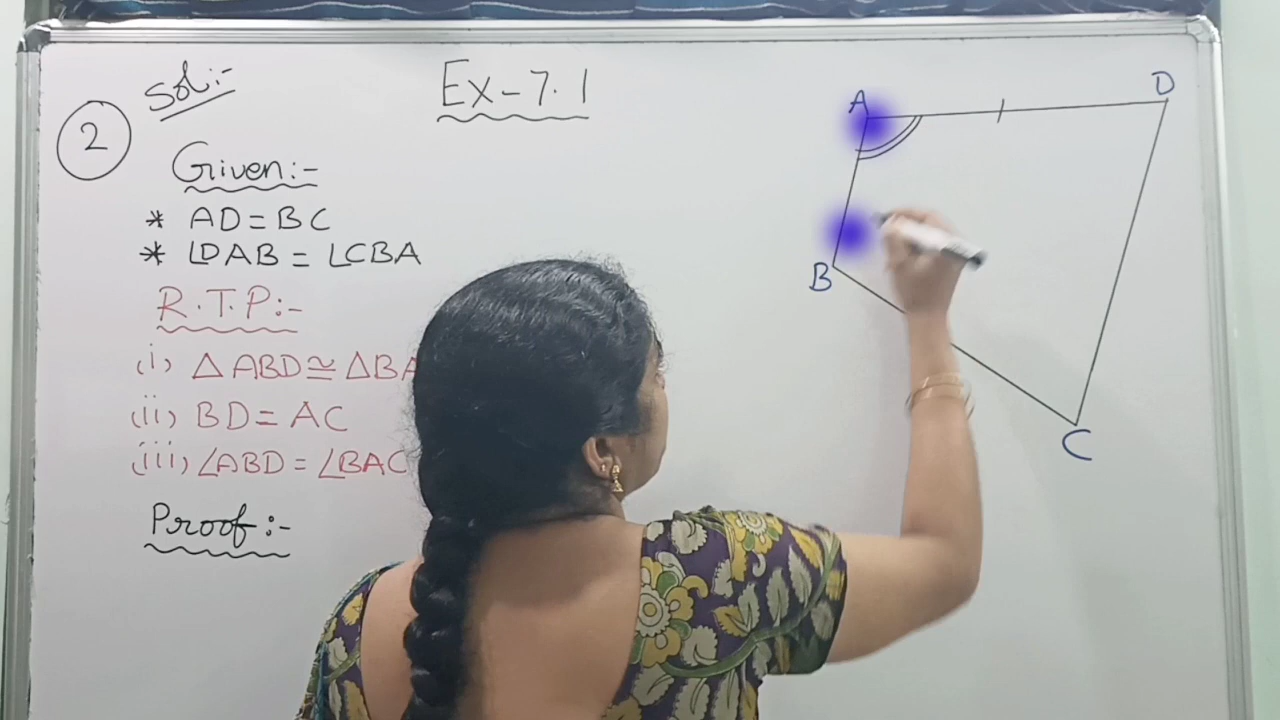 Ex-7.1
2
Sol:-
Given:-
* AD=BC
* ∠DAB = ∠CBA
R.T.P:-
(i) △ABD≅△BA
(ii) BD=AC
(iii) ∠ABD=∠BAC
Proof:-
A
D
B
C